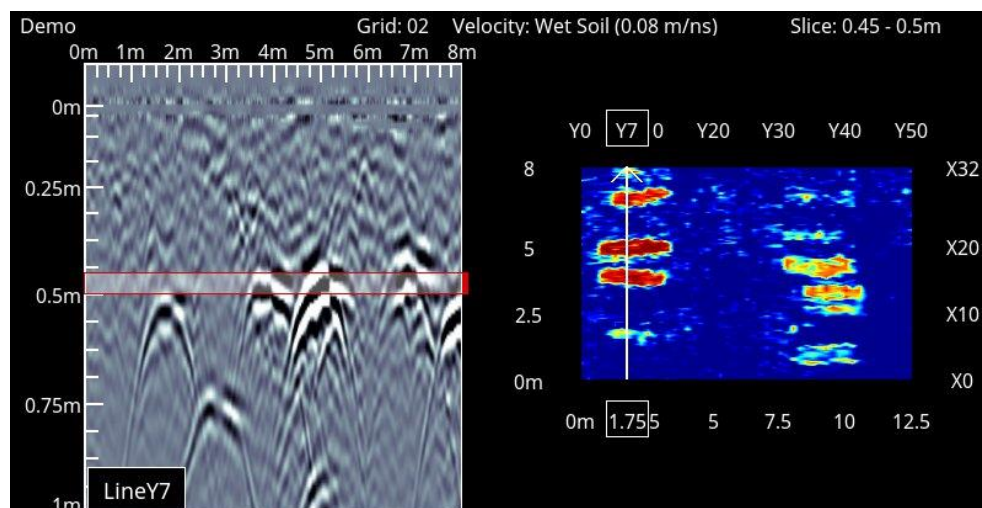 Demo Grid: 02 Velocity: Wet Soil (0.08 m/ns) Slice: 0.45 - 0.5m
0m 1m 2m 3m 4m 5m 6m 7m 8m
0m
0.25m
0.5m
0.75m
1m
LineY7
Y0 Y7 0 Y20 Y30 Y40 Y50
8 X32
5 X20
2.5 X10
0m X0
0m 1.75 5 5 7.5 10 12.5